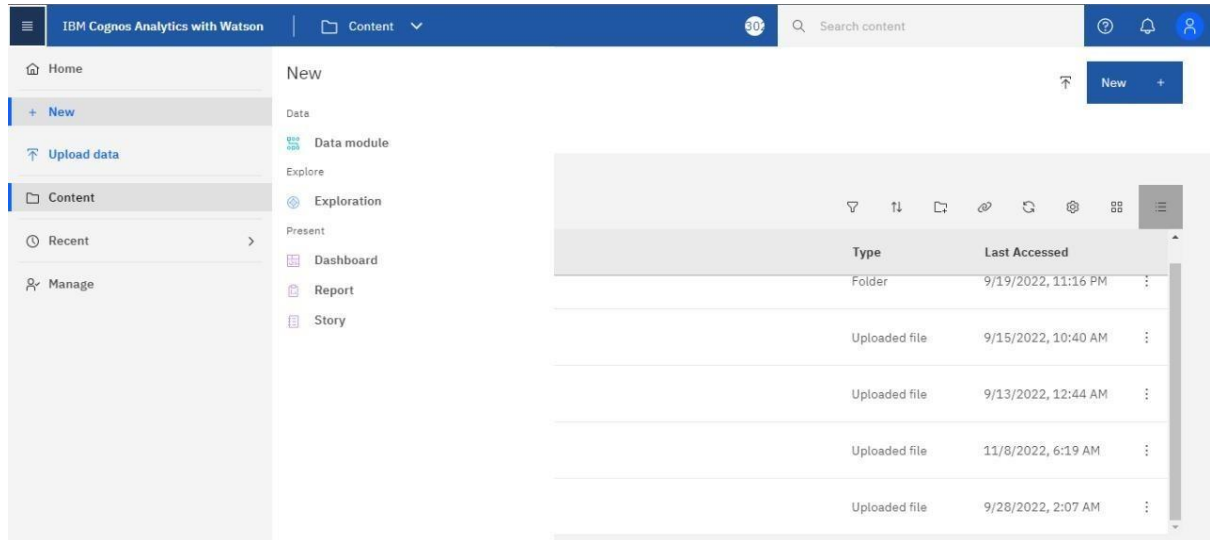 IBM Cognos Analytics with Watson
Content
302
Search content
Home
New
Upload data
Content
Recent
Manage
New
Data
Data module
Explore
Exploration
Present
Dashboard
Report
Story
New +
Type Last Accessed
Folder 9/19/2022, 11:16 PM
Uploaded file 9/15/2022, 10:40 AM
Uploaded file 9/13/2022, 12:44 AM
Uploaded file 11/8/2022, 6:19 AM
Uploaded file 9/28/2022, 2:07 AM